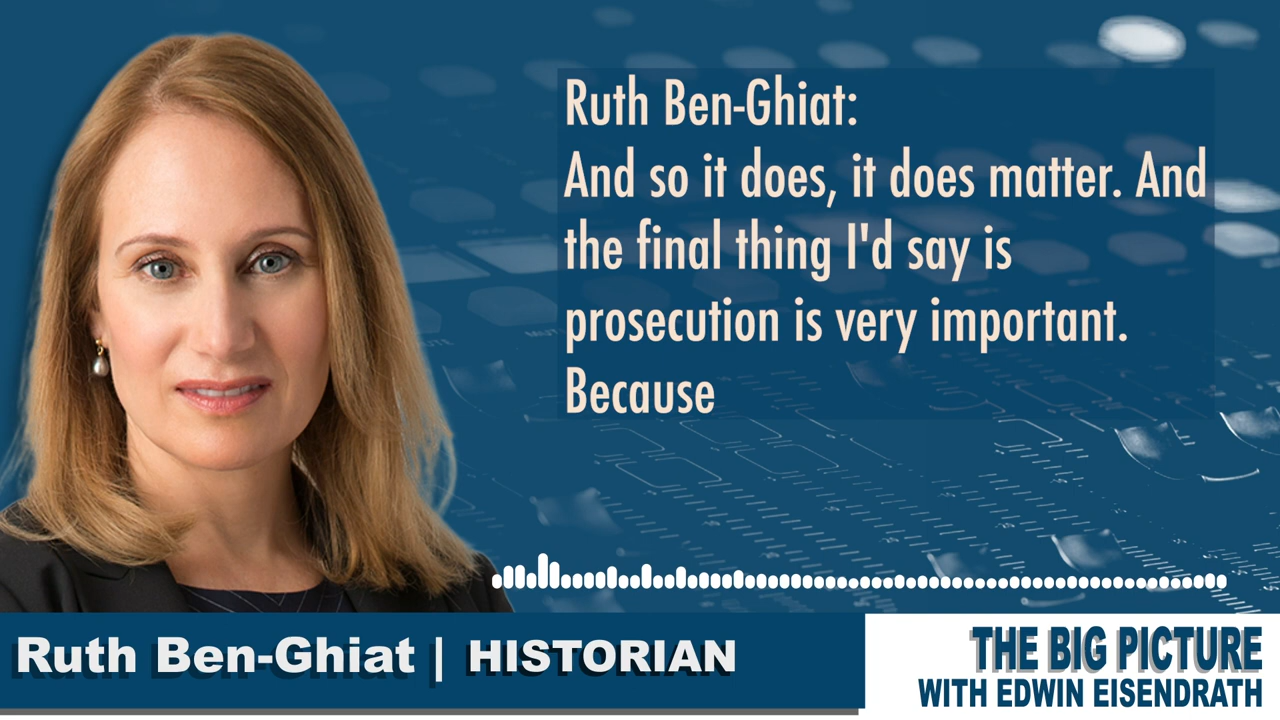 Ruth Ben-Ghiat:
And so it does, it does matter. And
the final thing I'd say is
prosecution is very important.
Because
Ruth Ben-Ghiat | HISTORIAN
THE BIG PICTURE
WITH EDWIN EISENDRATH